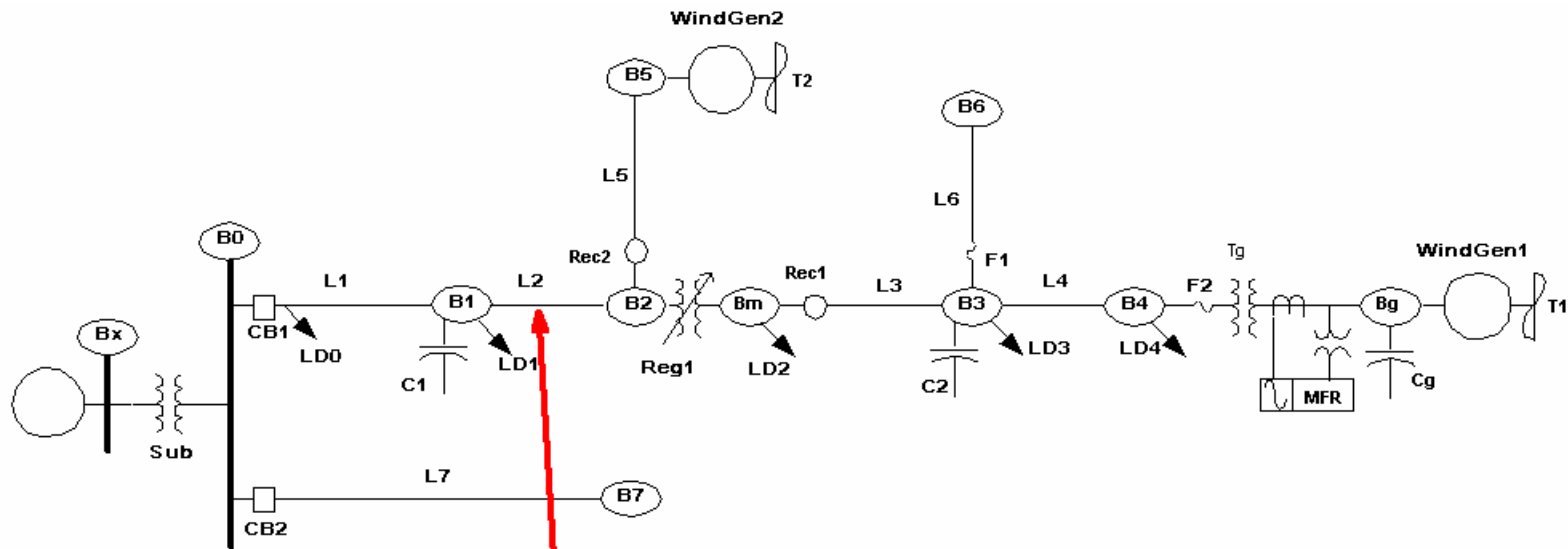 WindGen2
B5
T2
B6
L5
L6
B0
Rec2
F1
Tg
WindGen1
L1
L2
Rec1
L3
L4
F2
Bx
CB1
B1
B2
Bm
B3
B4
Bg
T1
LD0
LD1
Reg1
LD2
LD3
LD4
C1
C2
MFR
Cg
Sub
L7
CB2
B7